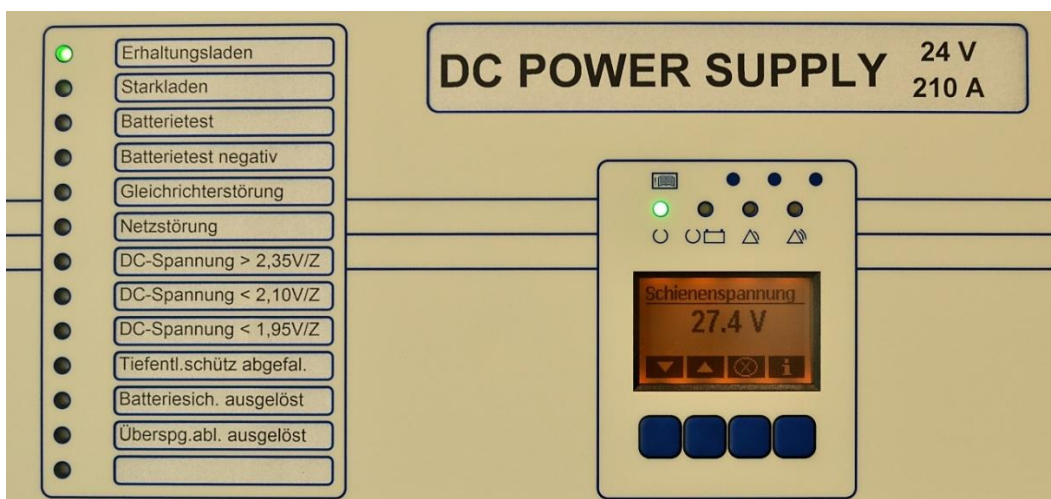 Erhaltungsladen
Starkladen
Batterietest
Batterietest negativ
Gleichrichterstörung
Netzstörung
DC-Spannung > 2,35V/Z
DC-Spannung < 2,10V/Z
DC-Spannung < 1,95V/Z
Tiefentl.schütz abgefal.
Batteriesich. ausgelöst
Überspg.abl. ausgelöst
DC POWER SUPPLY
24 V
210 A
Schienenspannung
27.4 V
i